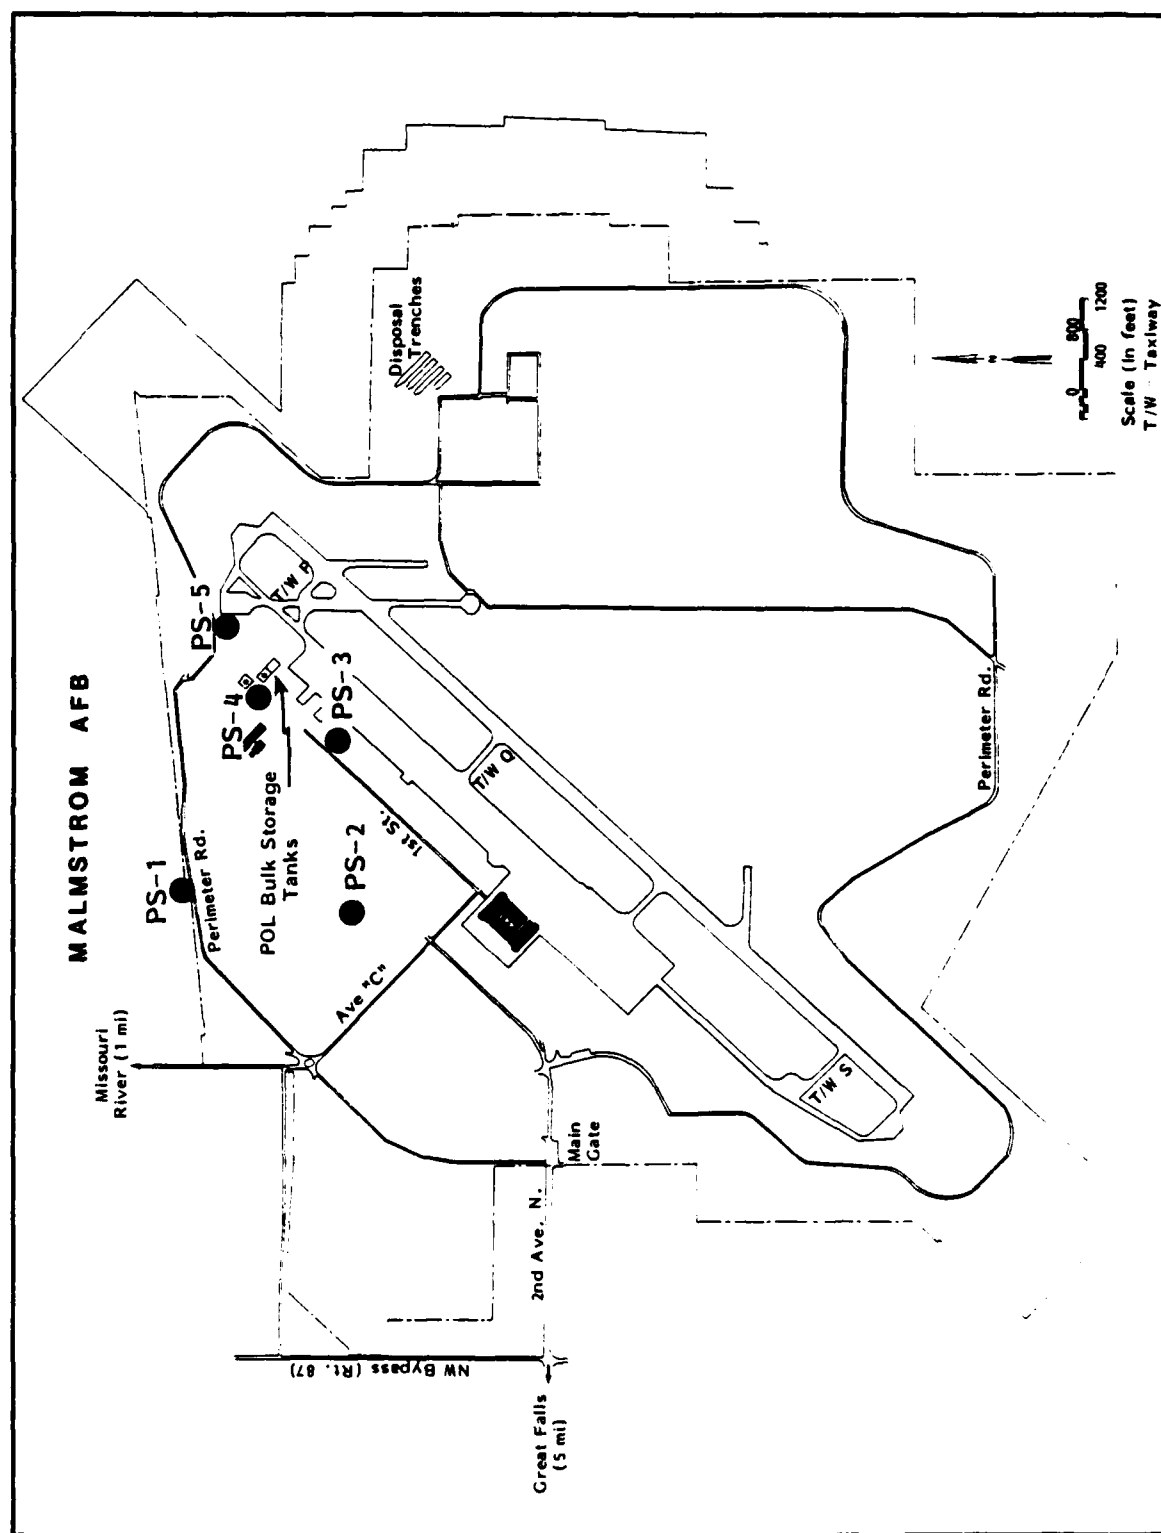 MALMSTROM AFB
Missouri
River (1 mi)
PS-1
Perimeter Rd.
PS-5
PS-4
POL Bulk Storage
Tanks
PS-3
PS-2
1st St.
Ave "C"
T/W P
T/W Q
T/W S
Disposal
Trenches
Main
Gate
2nd Ave. N.
NW Bypass (Rt. 87)
Great Falls
(5 mi)
Perimeter Rd.
0 800
400 1200
Scale (in feet)
T/W - Taxiway